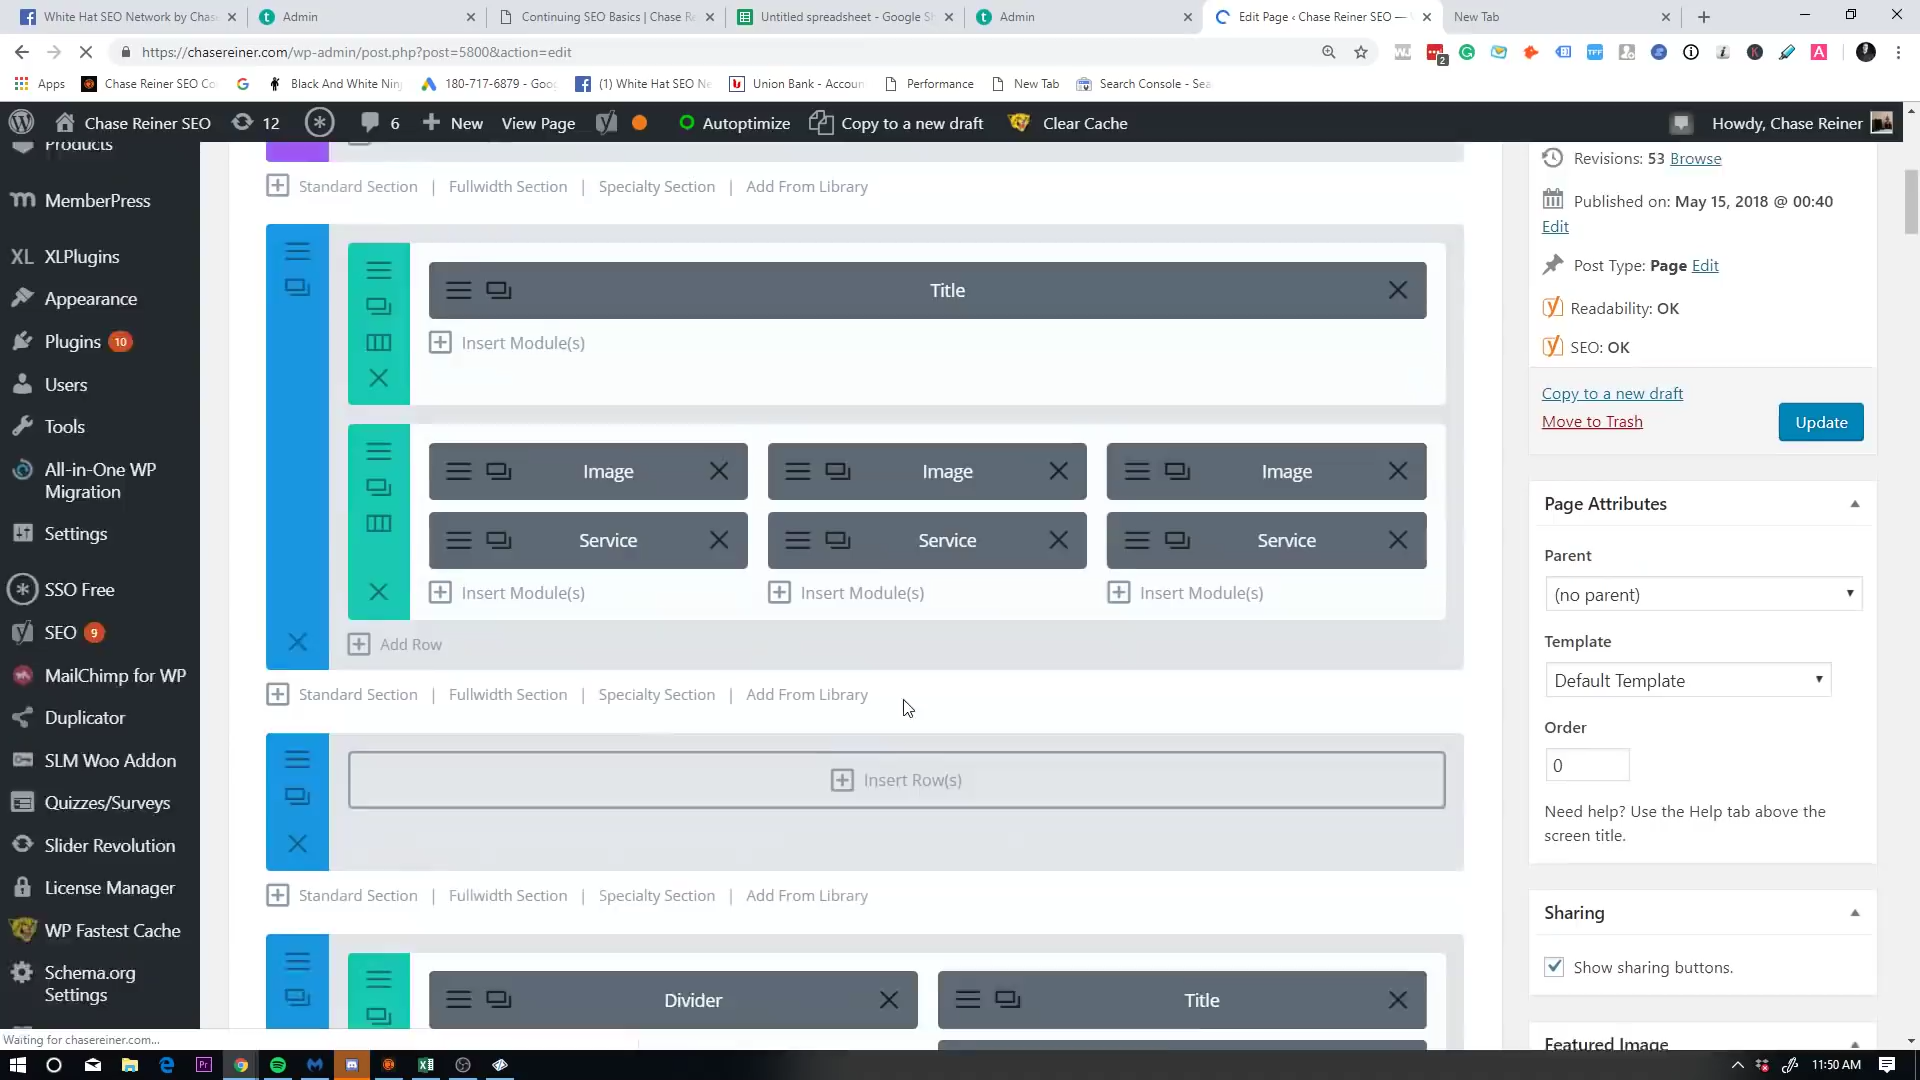 White Hat SEO Network by Chas
Admin
Continuing SEO Basics | Chase Re
Untitled spreadsheet - Google Sh
Admin
Edit Page ‹ Chase Reiner SEO —
New Tab
https://chasereiner.com/wp-admin/post.php?post=5800&action=edit
2
Apps
Chase Reiner SEO Co
Black And White Ninj
180-717-6879 - Goog
(1) White Hat SEO Ne
Union Bank - Accoun
Performance
New Tab
Search Console - Sea
Chase Reiner SEO
12
6
New
View Page
Autoptimize
Copy to a new draft
Clear Cache
Howdy, Chase Reiner
Products
MemberPress
XL XLPlugins
Appearance
Plugins 10
Users
Tools
All-in-One WP
Migration
Settings
SSO Free
SEO 9
MailChimp for WP
Duplicator
SLM Woo Addon
Quizzes/Surveys
Slider Revolution
License Manager
WP Fastest Cache
Schema.org
Settings
Standard Section | Fullwidth Section | Specialty Section | Add From Library
Title
Insert Module(s)
Image
Image
Image
Service
Service
Service
Insert Module(s)
Insert Module(s)
Insert Module(s)
Add Row
Standard Section | Fullwidth Section | Specialty Section | Add From Library
Insert Row(s)
Standard Section | Fullwidth Section | Specialty Section | Add From Library
Divider
Title
Revisions: 53 Browse
Published on: May 15, 2018 @ 00:40
Edit
Post Type: Page Edit
Readability: OK
SEO: OK
Copy to a new draft
Move to Trash
Update
Page Attributes
Parent
(no parent)
Template
Default Template
Order
0
Need help? Use the Help tab above the
screen title.
Sharing
Show sharing buttons.
Featured Image
Waiting for chasereiner.com...
11:50 AM